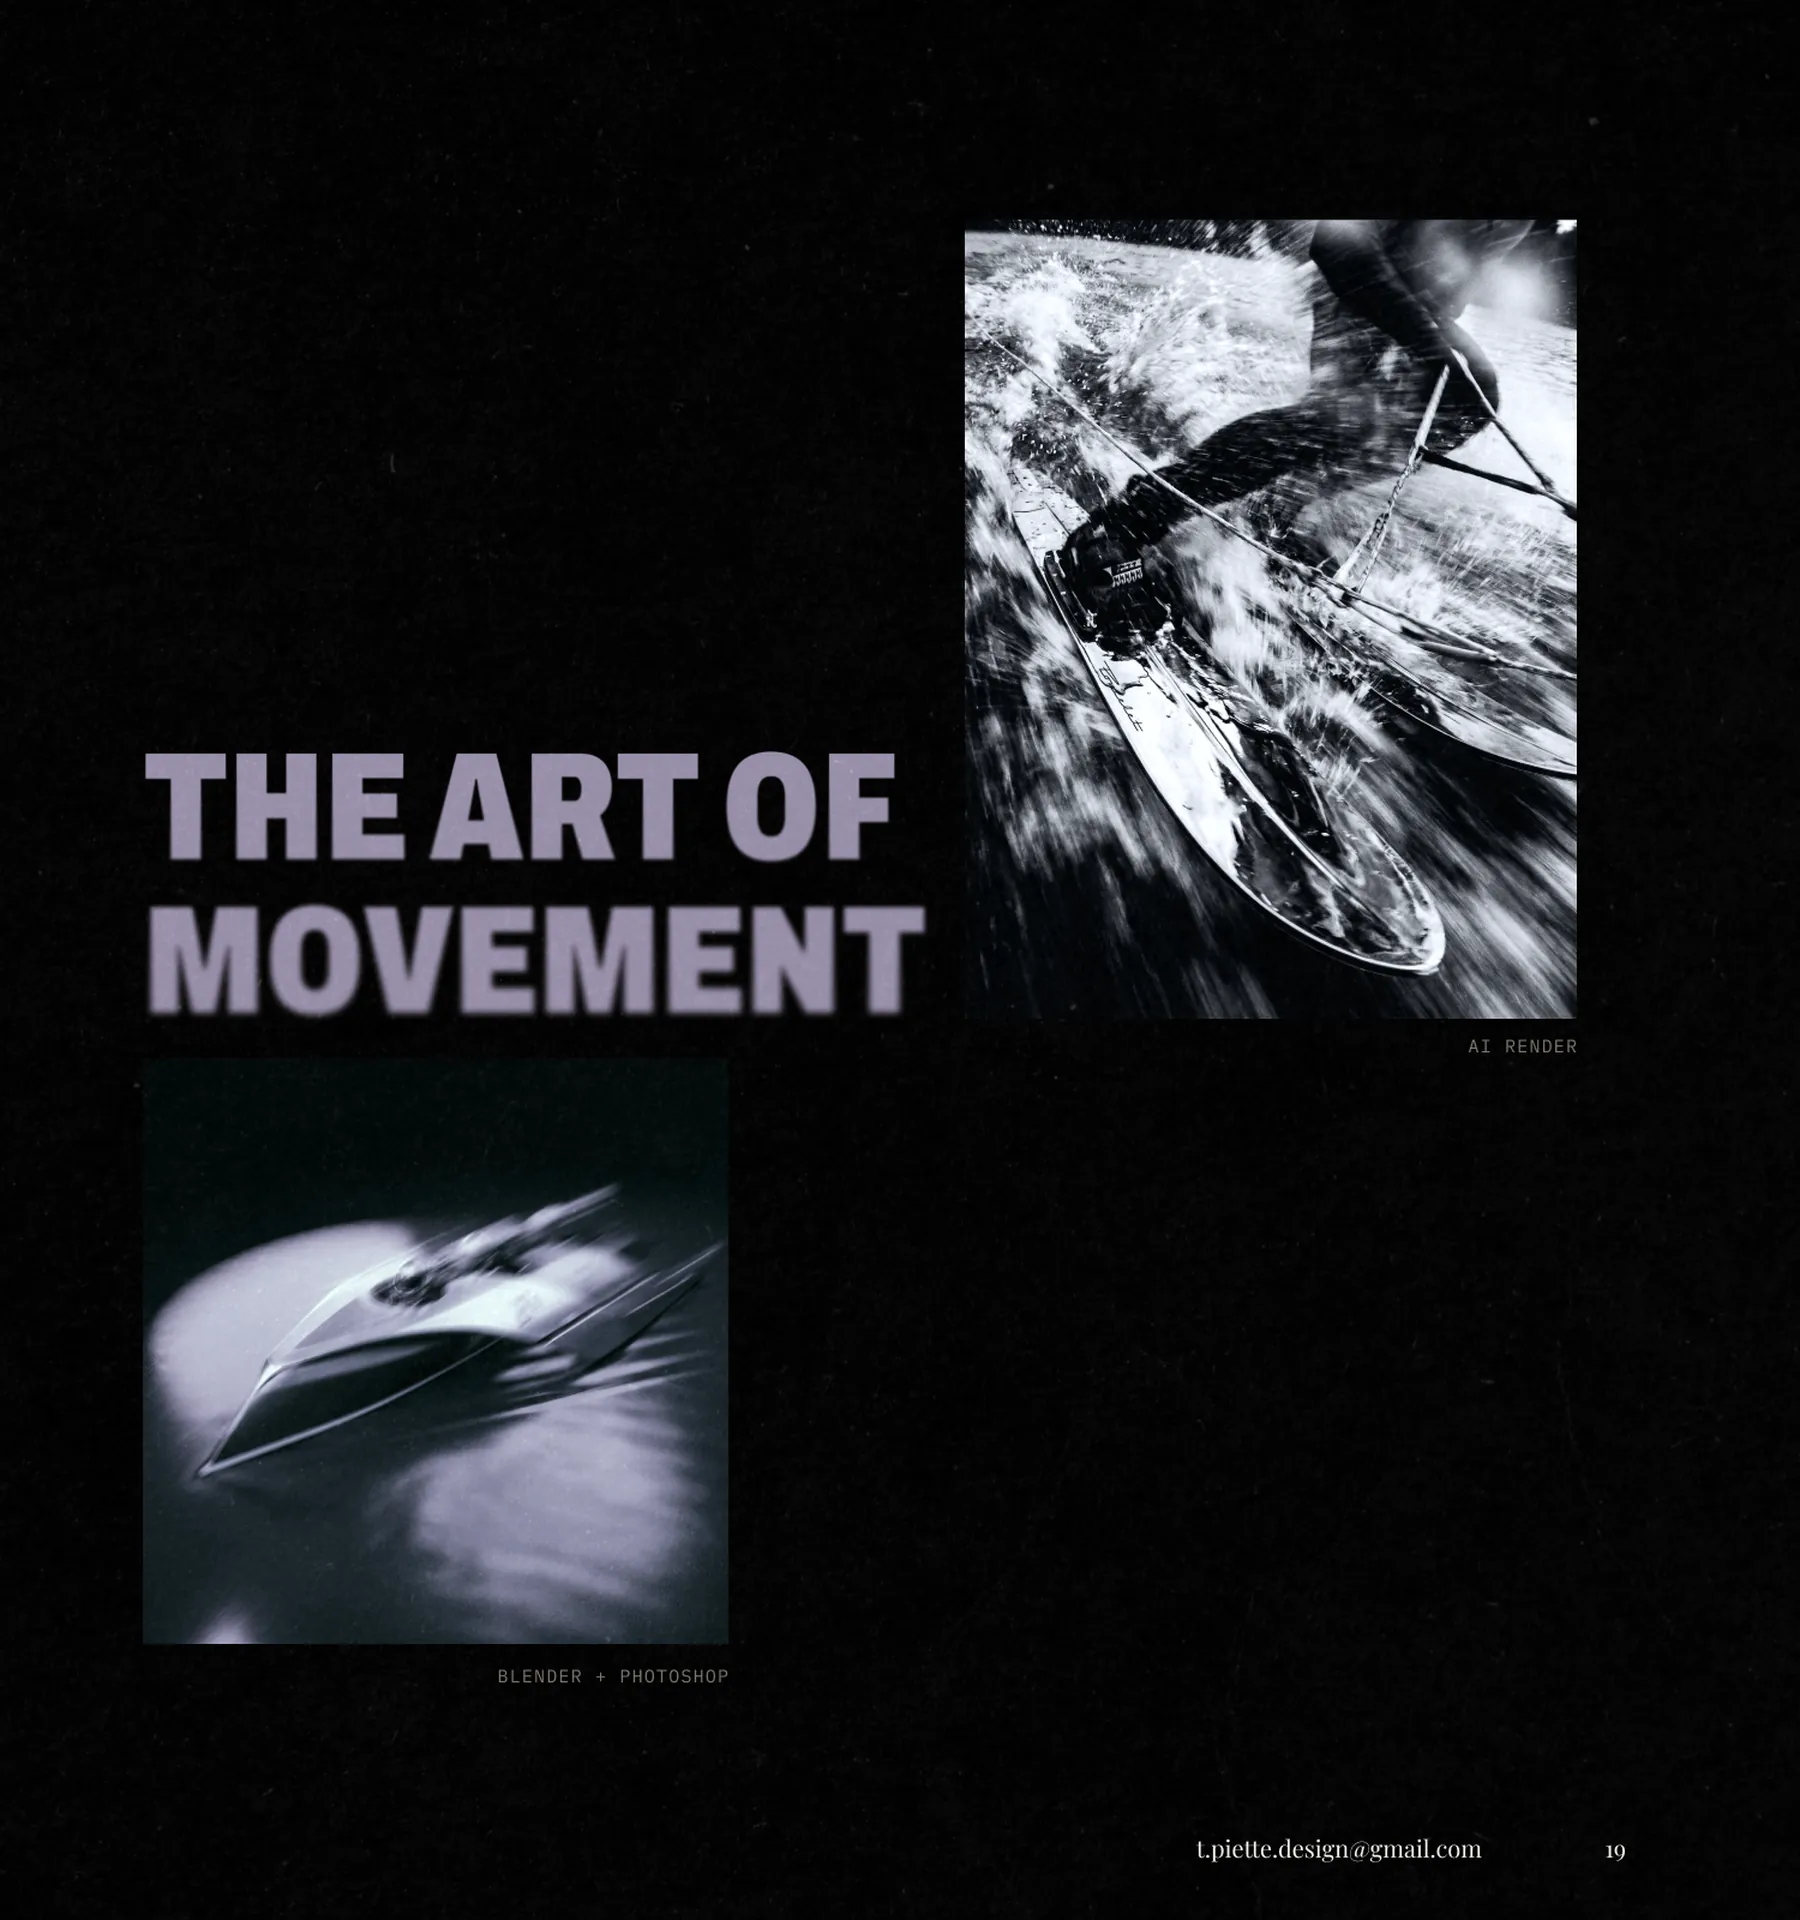 THE ART OF
MOVEMENT
AI RENDER
BLENDER + PHOTOSHOP
t.piette.design@gmail.com
19